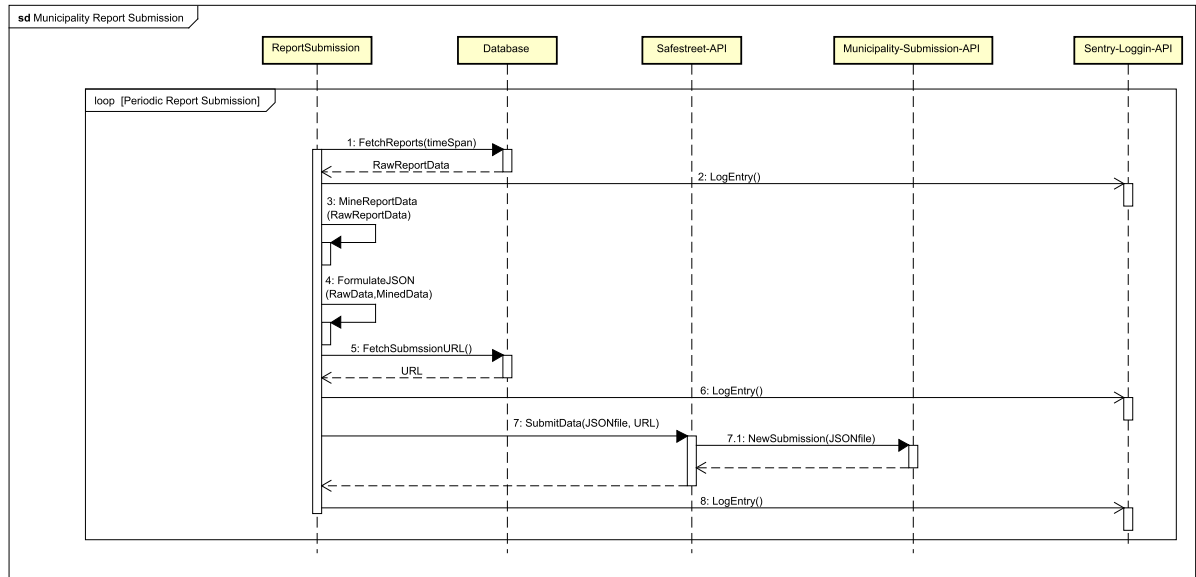 sd Municipality Report Submission
ReportSubmission
Database
Safestreet-API
Municipality-Submission-API
Sentry-Loggin-API
loop [Periodic Report Submission]
1: FetchReports(timeSpan)
RawReportData
2: LogEntry()
3: MineReportData
(RawReportData)
4: FormulateJSON
(RawData,MinedData)
5: FetchSubmssionURL()
URL
6: LogEntry()
7: SubmitData(JSONfile, URL)
7.1: NewSubmission(JSONfile)
8: LogEntry()